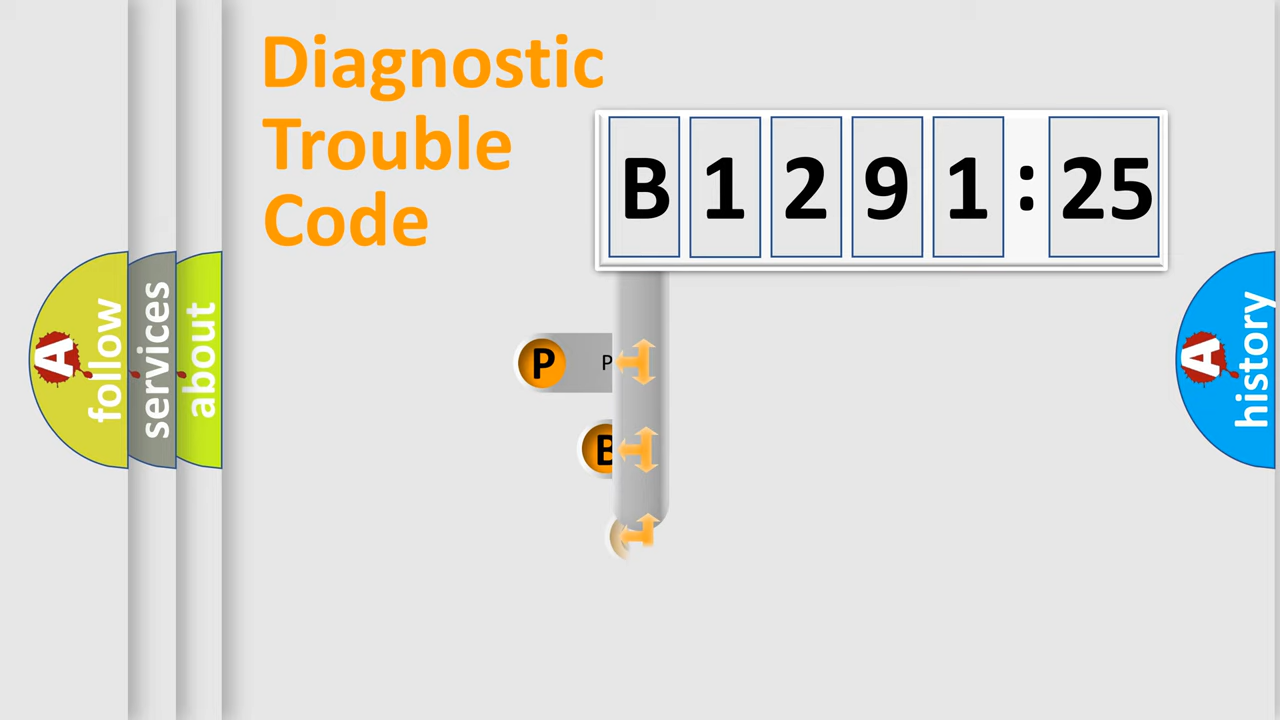 Diagnostic
Trouble
Code
B 1 2 9 1 : 25
P P
B
A follow
services
about
A history